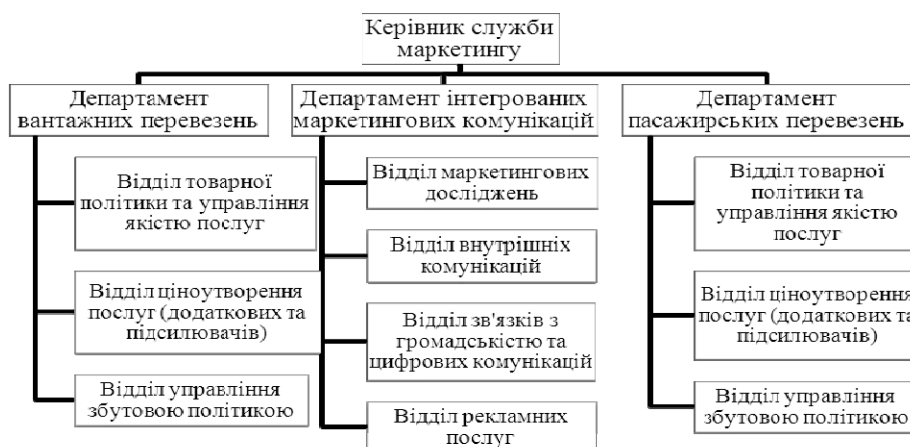 Керівник служби
маркетингу
Департамент
вантажних перевезень
Відділ товарної
політики та управління
якістю послуг
Відділ ціноутворення
послуг (додаткових та
підсилювачів)
Відділ управління
збутовою політикою
Департамент інтегрованих
маркетингових комунікацій
Відділ маркетингових
досліджень
Відділ внутрішніх
комунікацій
Відділ зв'язків з
громадськістю та
цифрових комунікацій
Відділ рекламних
послуг
Департамент
пасажирських перевезень
Відділ товарної
політики та
управління якістю
послуг
Відділ ціноутворення
послуг (додаткових та
підсилювачів)
Відділ управління
збутовою політикою